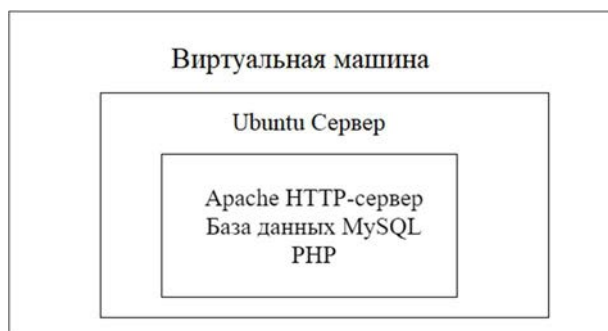 Виртуальная машина
Ubuntu Сервер
Apache HTTP-сервер
База данных MySQL
PHP